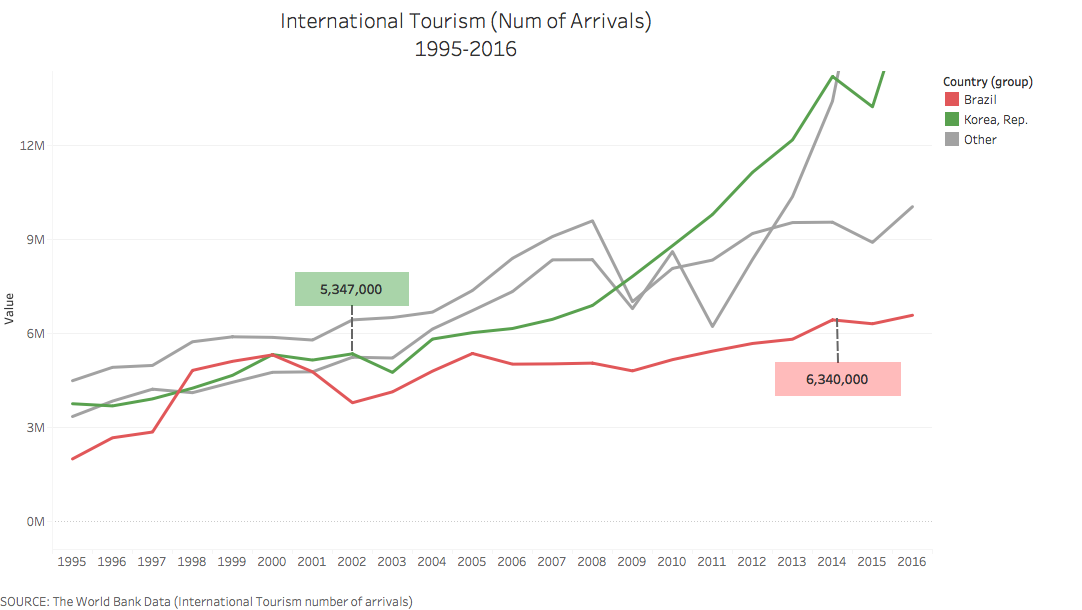 International Tourism (Num of Arrivals)
1995-2016
Country (group)
Brazil
Korea, Rep.
Other
12M
9M
6M
3M
0M
Value
5,347,000
6,340,000
1995 1996 1997 1998 1999 2000 2001 2002 2003 2004 2005 2006 2007 2008 2009 2010 2011 2012 2013 2014 2015 2016
SOURCE: The World Bank Data (International Tourism number of arrivals)